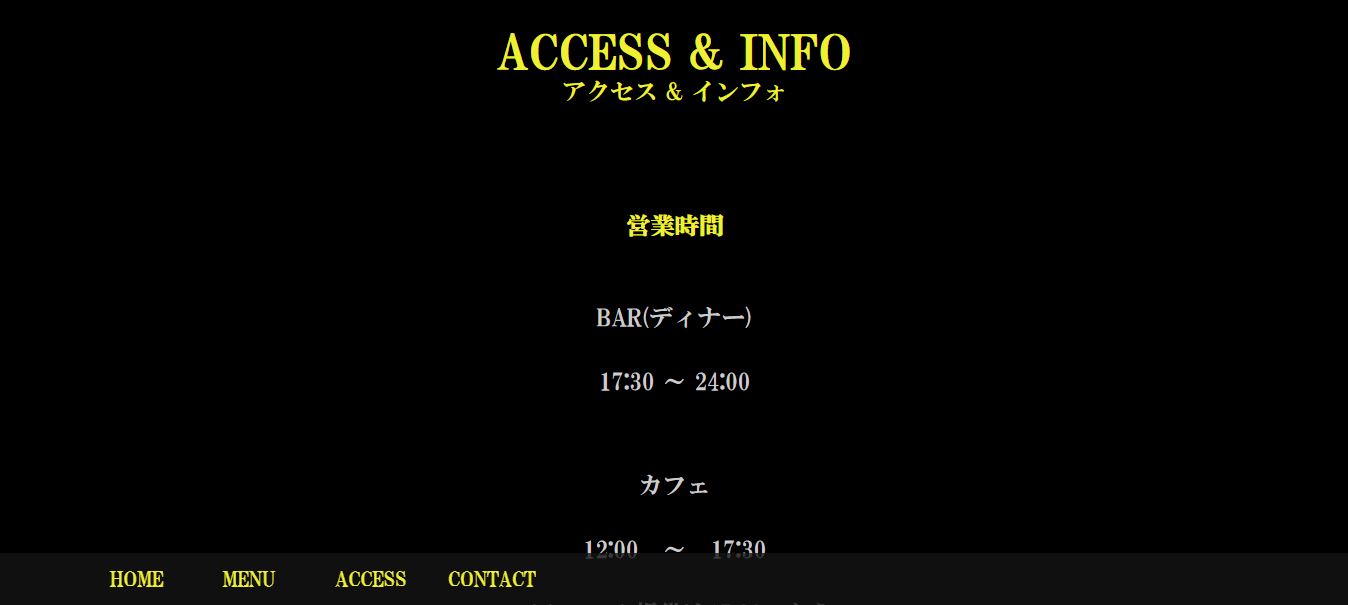 ACCESS & INFO
アクセス & インフォ
営業時間
BAR(ディナー)
17:30 ～ 24:00
カフェ
12:00　～　17:30
HOME MENU ACCESS CONTACT